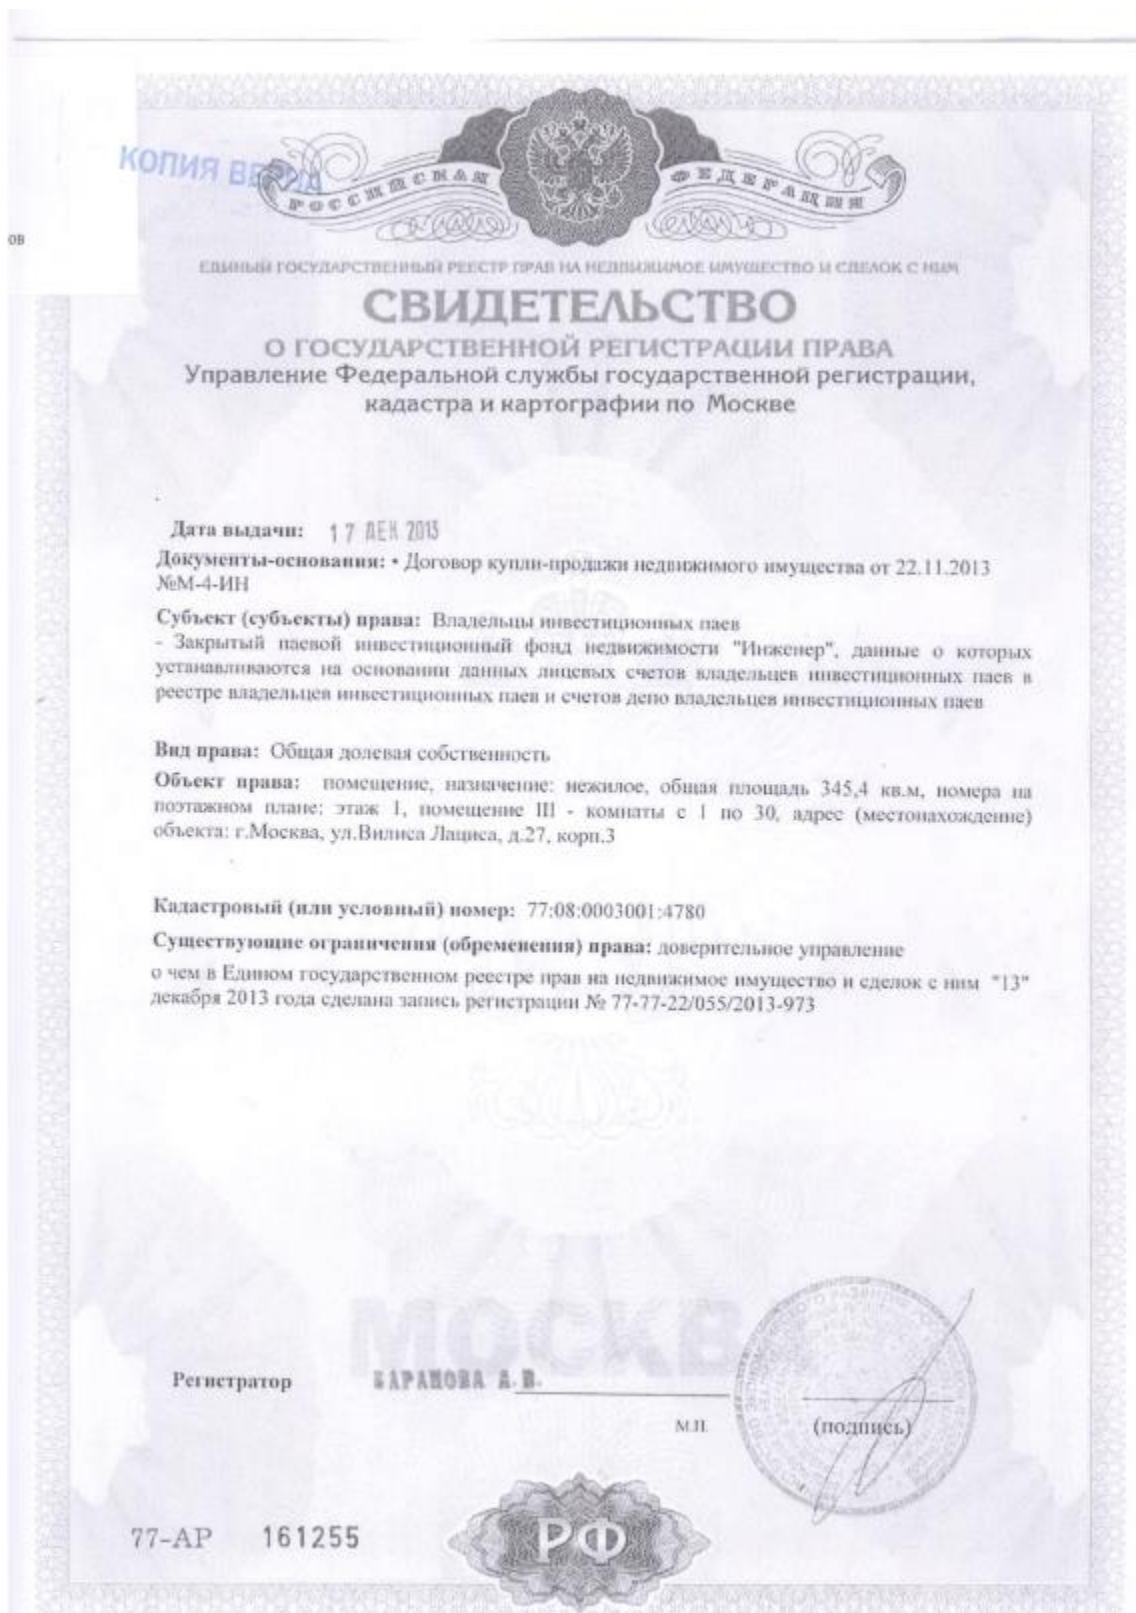 КОПИЯ ВЕРНА
ов
РОССИЙСКАЯ ФЕДЕРАЦИЯ
ЕДИНЫЙ ГОСУДАРСТВЕННЫЙ РЕЕСТР ПРАВ НА НЕДВИЖИМОЕ ИМУЩЕСТВО И СДЕЛОК С НИМ
СВИДЕТЕЛЬСТВО
О ГОСУДАРСТВЕННОЙ РЕГИСТРАЦИИ ПРАВА
Управление Федеральной службы государственной регистрации,
кадастра и картографии по Москве
Дата выдачи: 17 ДЕК 2013
Документы-основания: • Договор купли-продажи недвижимого имущества от 22.11.2013
№М-4-ИН
Субъект (субъекты) права: Владельцы инвестиционных паев
- Закрытый паевой инвестиционный фонд недвижимости "Инженер", данные о которых
устанавливаются на основании данных лицевых счетов владельцев инвестиционных паев в
реестре владельцев инвестиционных паев и счетов депо владельцев инвестиционных паев
Вид права: Общая долевая собственность
Объект права: помещение, назначение: нежилое, общая площадь 345,4 кв.м, номера на
поэтажном плане: этаж 1, помещение III - комнаты с 1 по 30, адрес (местонахождение)
объекта: г.Москва, ул.Вилиса Лациса, д.27, корп.3
Кадастровый (или условный) номер: 77:08:0003001:4780
Существующие ограничения (обременения) права: доверительное управление
о чем в Едином государственном реестре прав на недвижимое имущество и сделок с ним "13"
декабря 2013 года сделана запись регистрации № 77-77-22/055/2013-973
МОСКВ
Регистратор БАРАНОВА А.В.
М.П. (подпись)
77-АР 161255
РФ